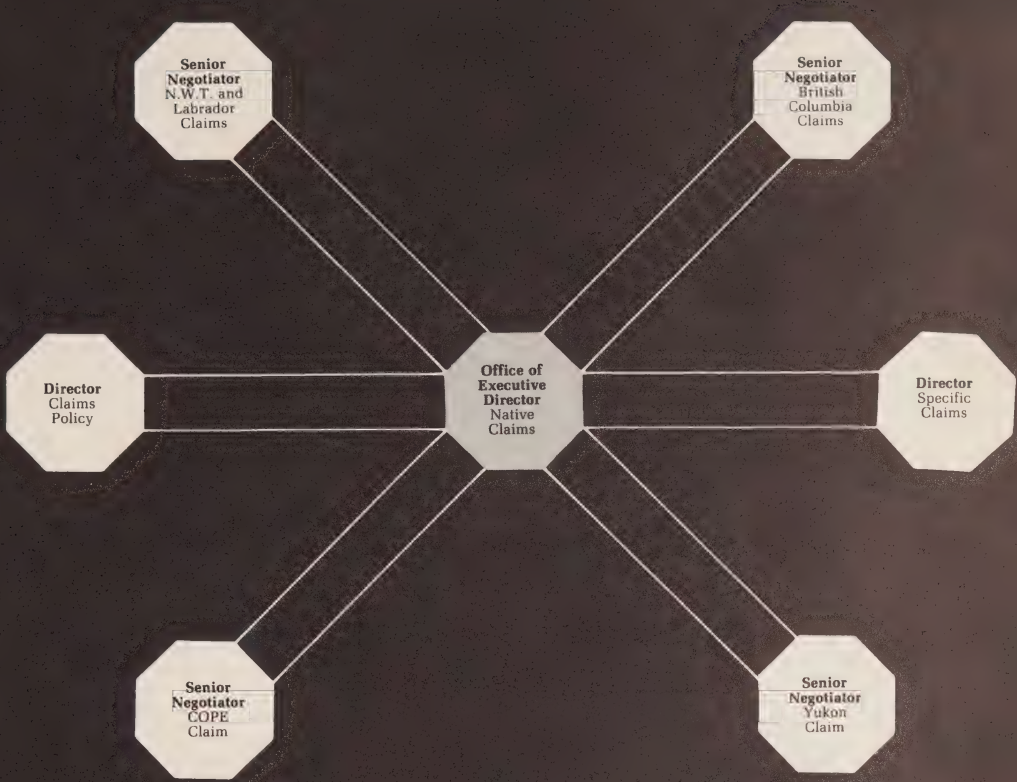 Senior
Negotiator
N.W.T. and
Labrador
Claims
Senior
Negotiator
British
Columbia
Claims
Director
Claims
Policy
Office of
Executive
Director
Native
Claims
Director
Specific
Claims
Senior
Negotiator
COPE
Claim
Senior
Negotiator
Yukon
Claim